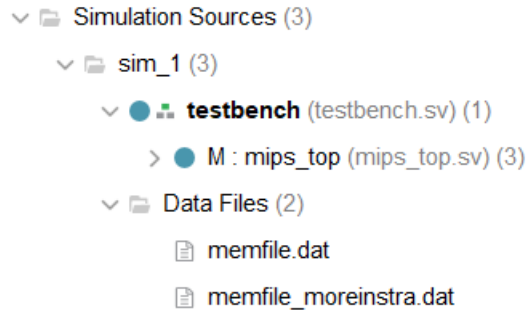 Simulation Sources (3)
sim_1 (3)
testbench (testbench.sv) (1)
M : mips_top (mips_top.sv) (3)
Data Files (2)
memfile.dat
memfile_moreinstra.dat